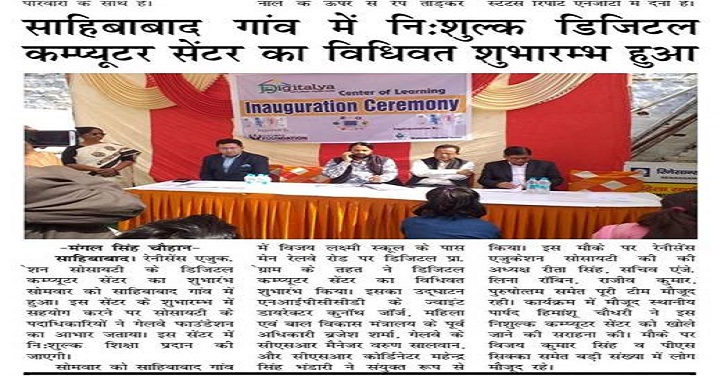 परिवारों के साथ है।
नाल के ऊपर से रंप तोड़कर
स्टेटस रिपोर्ट एनजीटी में देनी है।
साहिबाबाद गांव में निःशुल्क डिजिटल
कम्प्यूटर सेंटर का विधिवत शुभारम्भ हुआ
Digitalya
Center of Learning
Inauguration Ceremony
FOUNDATION
-मंगल सिंह चौहान-
साहिबाबाद। रेनीसेंस एजुक.
ेशन सोसायटी के डिजिटल
कम्प्यूटर सेंटर का शुभारंभ
सोमवार को साहिबाबाद गांव में
हुआ। इस सेंटर के शुभारम्भ में
सहयोग करने पर सोसायटी के
पदाधिकारियों ने गेलवे फाउंडेशन
का आभार जताया। इस सेंटर में
निःशुल्क शिक्षा प्रदान की
जाएगी।
सोमवार को साहिबाबाद गांव
में विजय लक्ष्मी स्कूल के पास
मेन रेलवे रोड पर डिजिटल प्रा.
ग्राम के तहत ने डिजिटल
कम्प्यूटर सेंटर का विधिवत
शुभारंभ किया। इसका उद्घाटन
एनआईपीसीसीडी के ज्वाइंट
डायरेक्टर कुनॉथ जॉर्ज, महिला
एवं बाल विकास मंत्रालय के पूर्व
अधिकारी ब्रजेश शर्मा, गेलवे के
सीएसआर मैनेजर वरुण सालवान,
और सीएसआर कोर्डिनेटर महेन्द्र
सिंह भंडारी ने संयुक्त रूप से
किया। इस मौके पर रेनीसेंस
एजुकेशन सोसायटी की की
अध्यक्ष रीता सिंह, सचिव एंजे.
लिना रॉबिन, राजीव कुमार,
पुरुषोत्तम समेत पूरी टीम मौजूद
रही। कार्यक्रम में मौजूद स्थानीय
पार्षद हिमांशु चौधरी ने इस
निशुल्क कम्प्यूटर सेंटर को खोले
जाने की सराहना की। मौके पर
विजय कुमार सिंह व पीएस
सिक्का समेत बड़ी संख्या में लोग
मौजूद रहे।